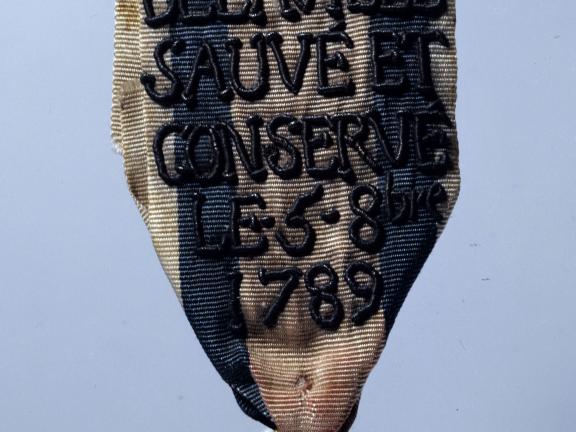 SAUVÉ ET
CONSERVÉ
LE·5·8bre
1789